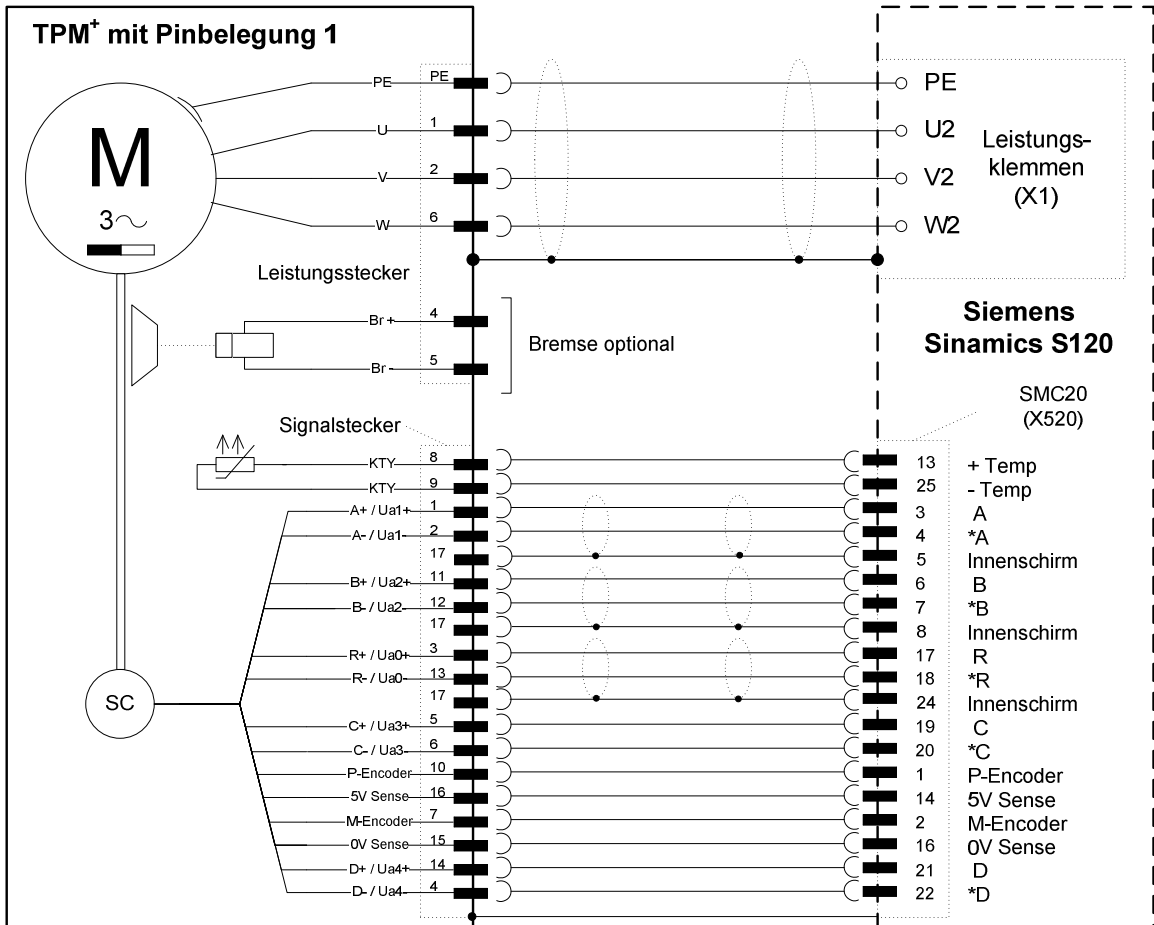 TPM+ mit Pinbelegung 1
M
3
PE PE PE
U 1 U2
V 2 V2
W 6 W2
Leistungs-
klemmen
(X1)
Leistungsstecker
Br + 4
Br - 5
Bremse optional
Siemens
Sinamics S120
SMC20
(X520)
Signalstecker
KTY 8 13 + Temp
KTY 9 25 - Temp
A+ / Ua1+ 1 3 A
A- / Ua1- 2 4 *A
17 5 Innenschirm
B+ / Ua2+ 11 6 B
B- / Ua2- 12 7 *B
17 8 Innenschirm
R+ / Ua0+ 3 17 R
R- / Ua0- 13 18 *R
17 24 Innenschirm
SC
C+ / Ua3+ 5 19 C
C- / Ua3- 6 20 *C
P-Encoder 10 1 P-Encoder
5V Sense 16 14 5V Sense
M-Encoder 7 2 M-Encoder
0V Sense 15 16 0V Sense
D+ / Ua4+ 14 21 D
D- / Ua4- 4 22 *D